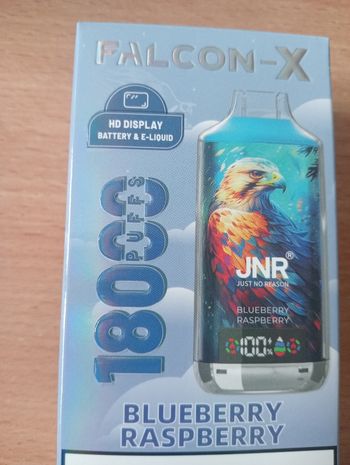 FALCON-X
HD DISPLAY
BATTERY & E-LIQUID
18000
PUFFS
JNR®
JUST NO REASON
BLUEBERRY
RASPBERRY
100%
BLUEBERRY
RASPBERRY